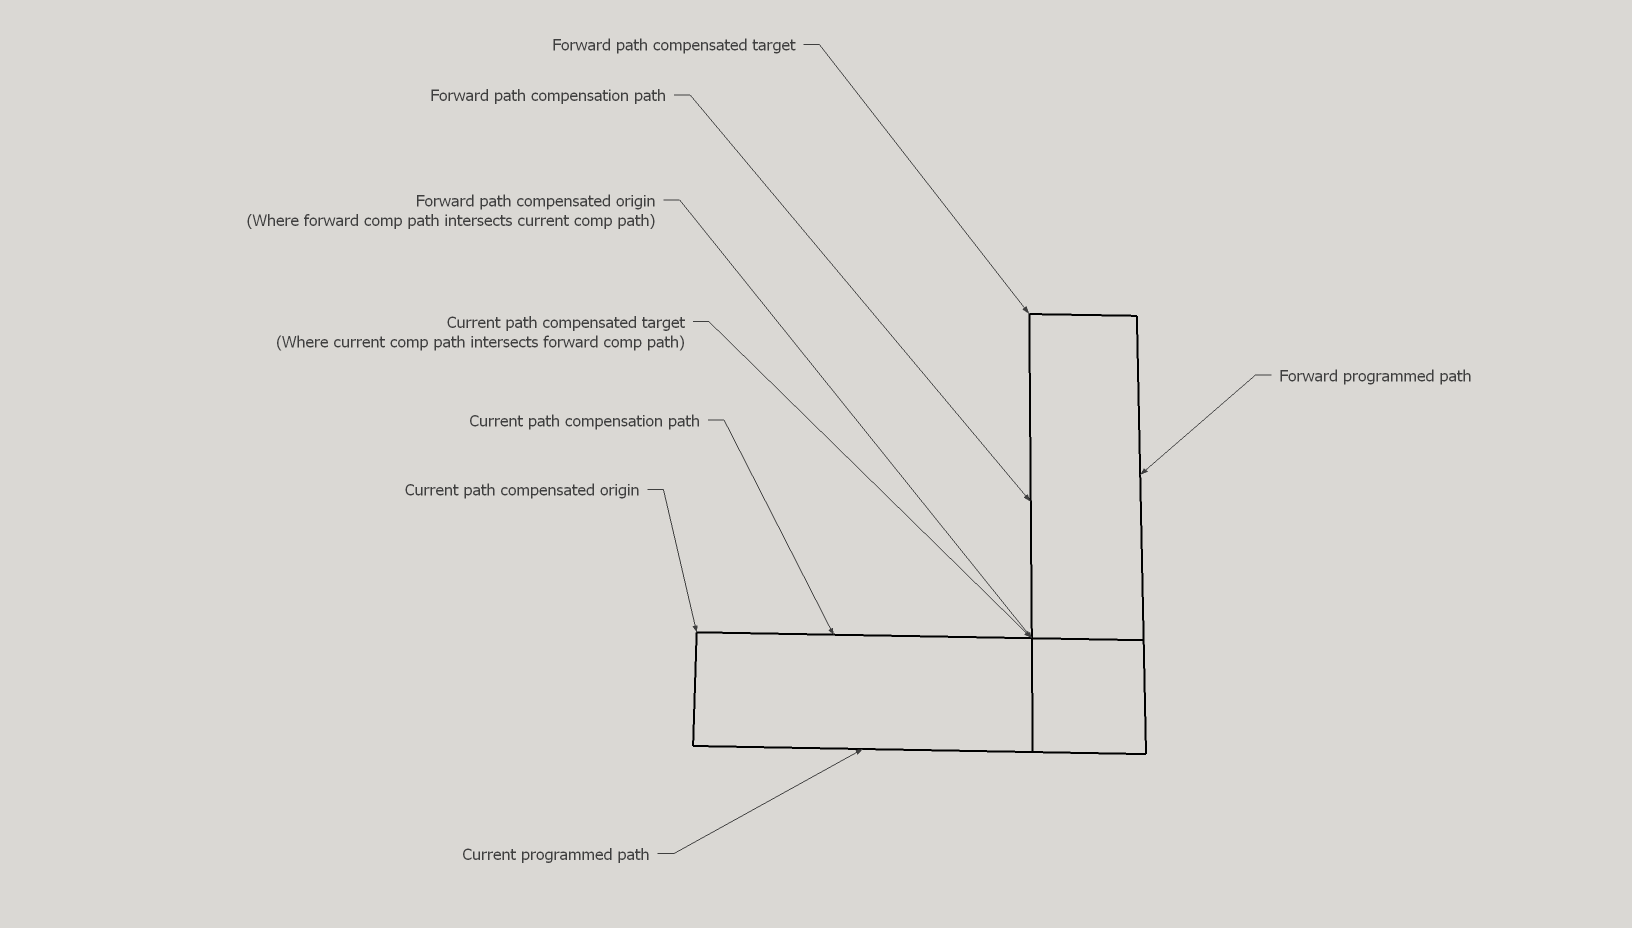 Forward path compensated target
Forward path compensation path
Forward path compensated origin
(Where forward comp path intersects current comp path)
Current path compensated target
(Where current comp path intersects forward comp path)
Forward programmed path
Current path compensation path
Current path compensated origin
Current programmed path